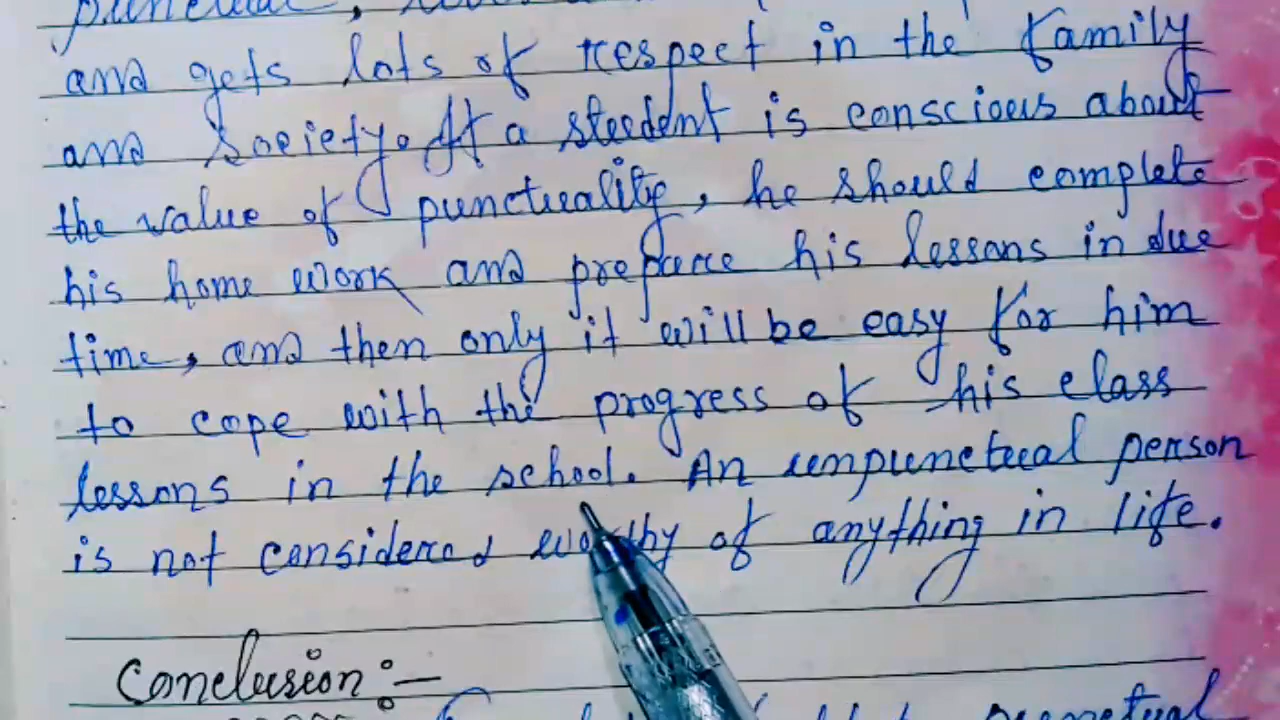 punctual,
and gets lots of respect in the family
and society. If a student is conscious about
the value of punctuality, he should complete
his home work and prepare his lessons in due
time, and then only it will be easy for him
to cope with the progress of his class
lessons in the school. An unpunctual person
is not considered worthy of anything in life.
Conclusion :-
punctual